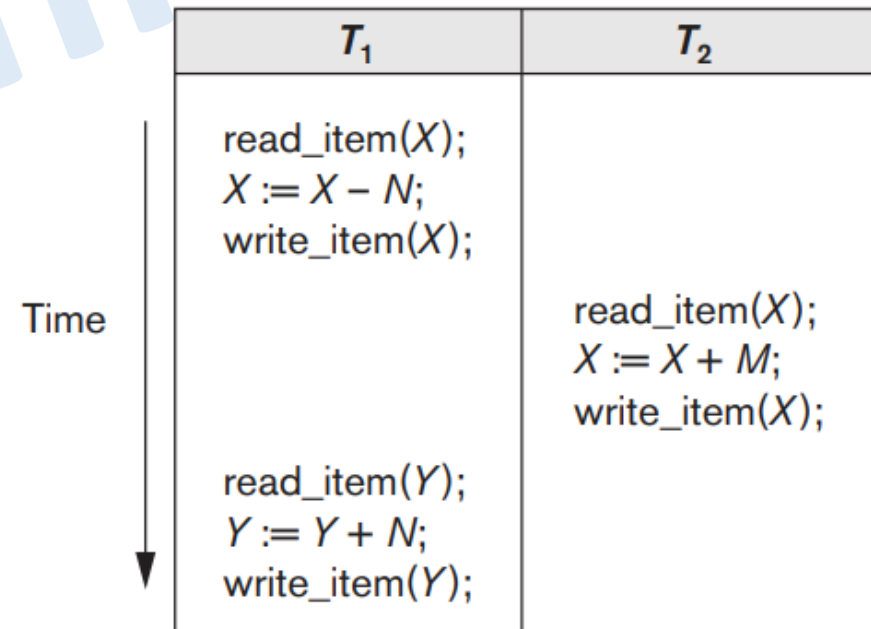 T₁ T₂
read_item(X);
X := X – N;
write_item(X);
Time
read_item(X);
X := X + M;
write_item(X);
read_item(Y);
Y := Y + N;
write_item(Y);